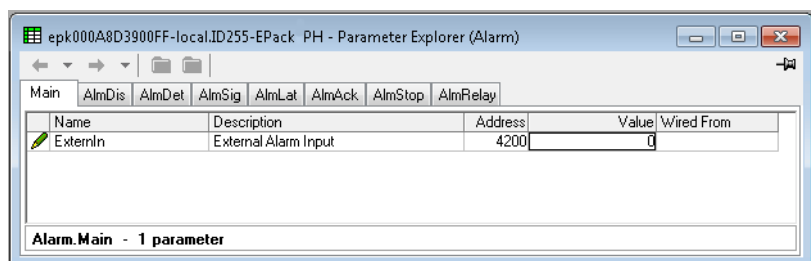 epk000A8D3900FF-local.ID255-EPack PH - Parameter Explorer (Alarm)
Main AlmDis AlmDet AlmSig AlmLat AlmAck AlmStop AlmRelay
Name Description Address Value Wired From
ExternIn External Alarm Input 4200 0
Alarm.Main - 1 parameter